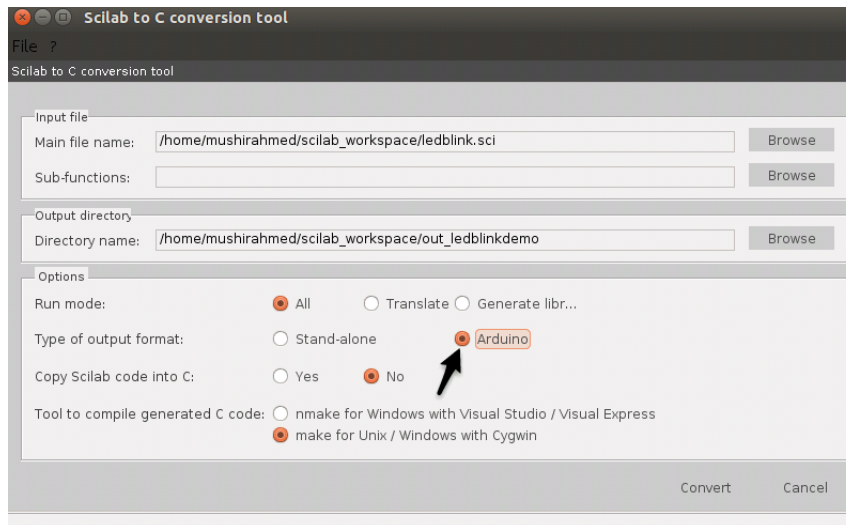 Scilab to C conversion tool
File ?
Scilab to C conversion tool
Input file
Main file name: /home/mushirahmed/scilab_workspace/ledblink.sci Browse
Sub-functions: Browse
Output directory
Directory name: /home/mushirahmed/scilab_workspace/out_ledblinkdemo Browse
Options
Run mode: All Translate Generate libr...
Type of output format: Stand-alone Arduino
Copy Scilab code into C: Yes No
Tool to compile generated C code: nmake for Windows with Visual Studio / Visual Express
make for Unix / Windows with Cygwin
Convert Cancel